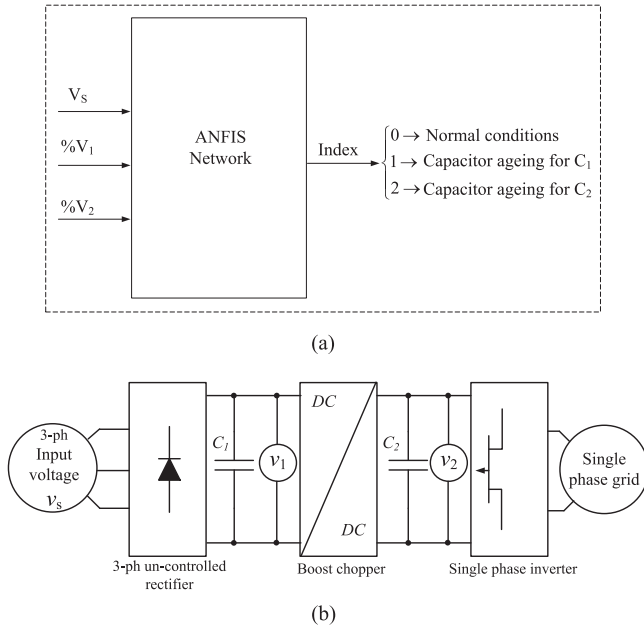 V_S
%V_1
%V_2
ANFIS
Network
Index
0 → Normal conditions
1 → Capacitor ageing for C_1
2 → Capacitor ageing for C_2
(a)
3-ph
Input
voltage
v_s
C_1
v_1
DC
DC
C_2
v_2
Single
phase grid
3-ph un-controlled
rectifier
Boost chopper
Single phase inverter
(b)